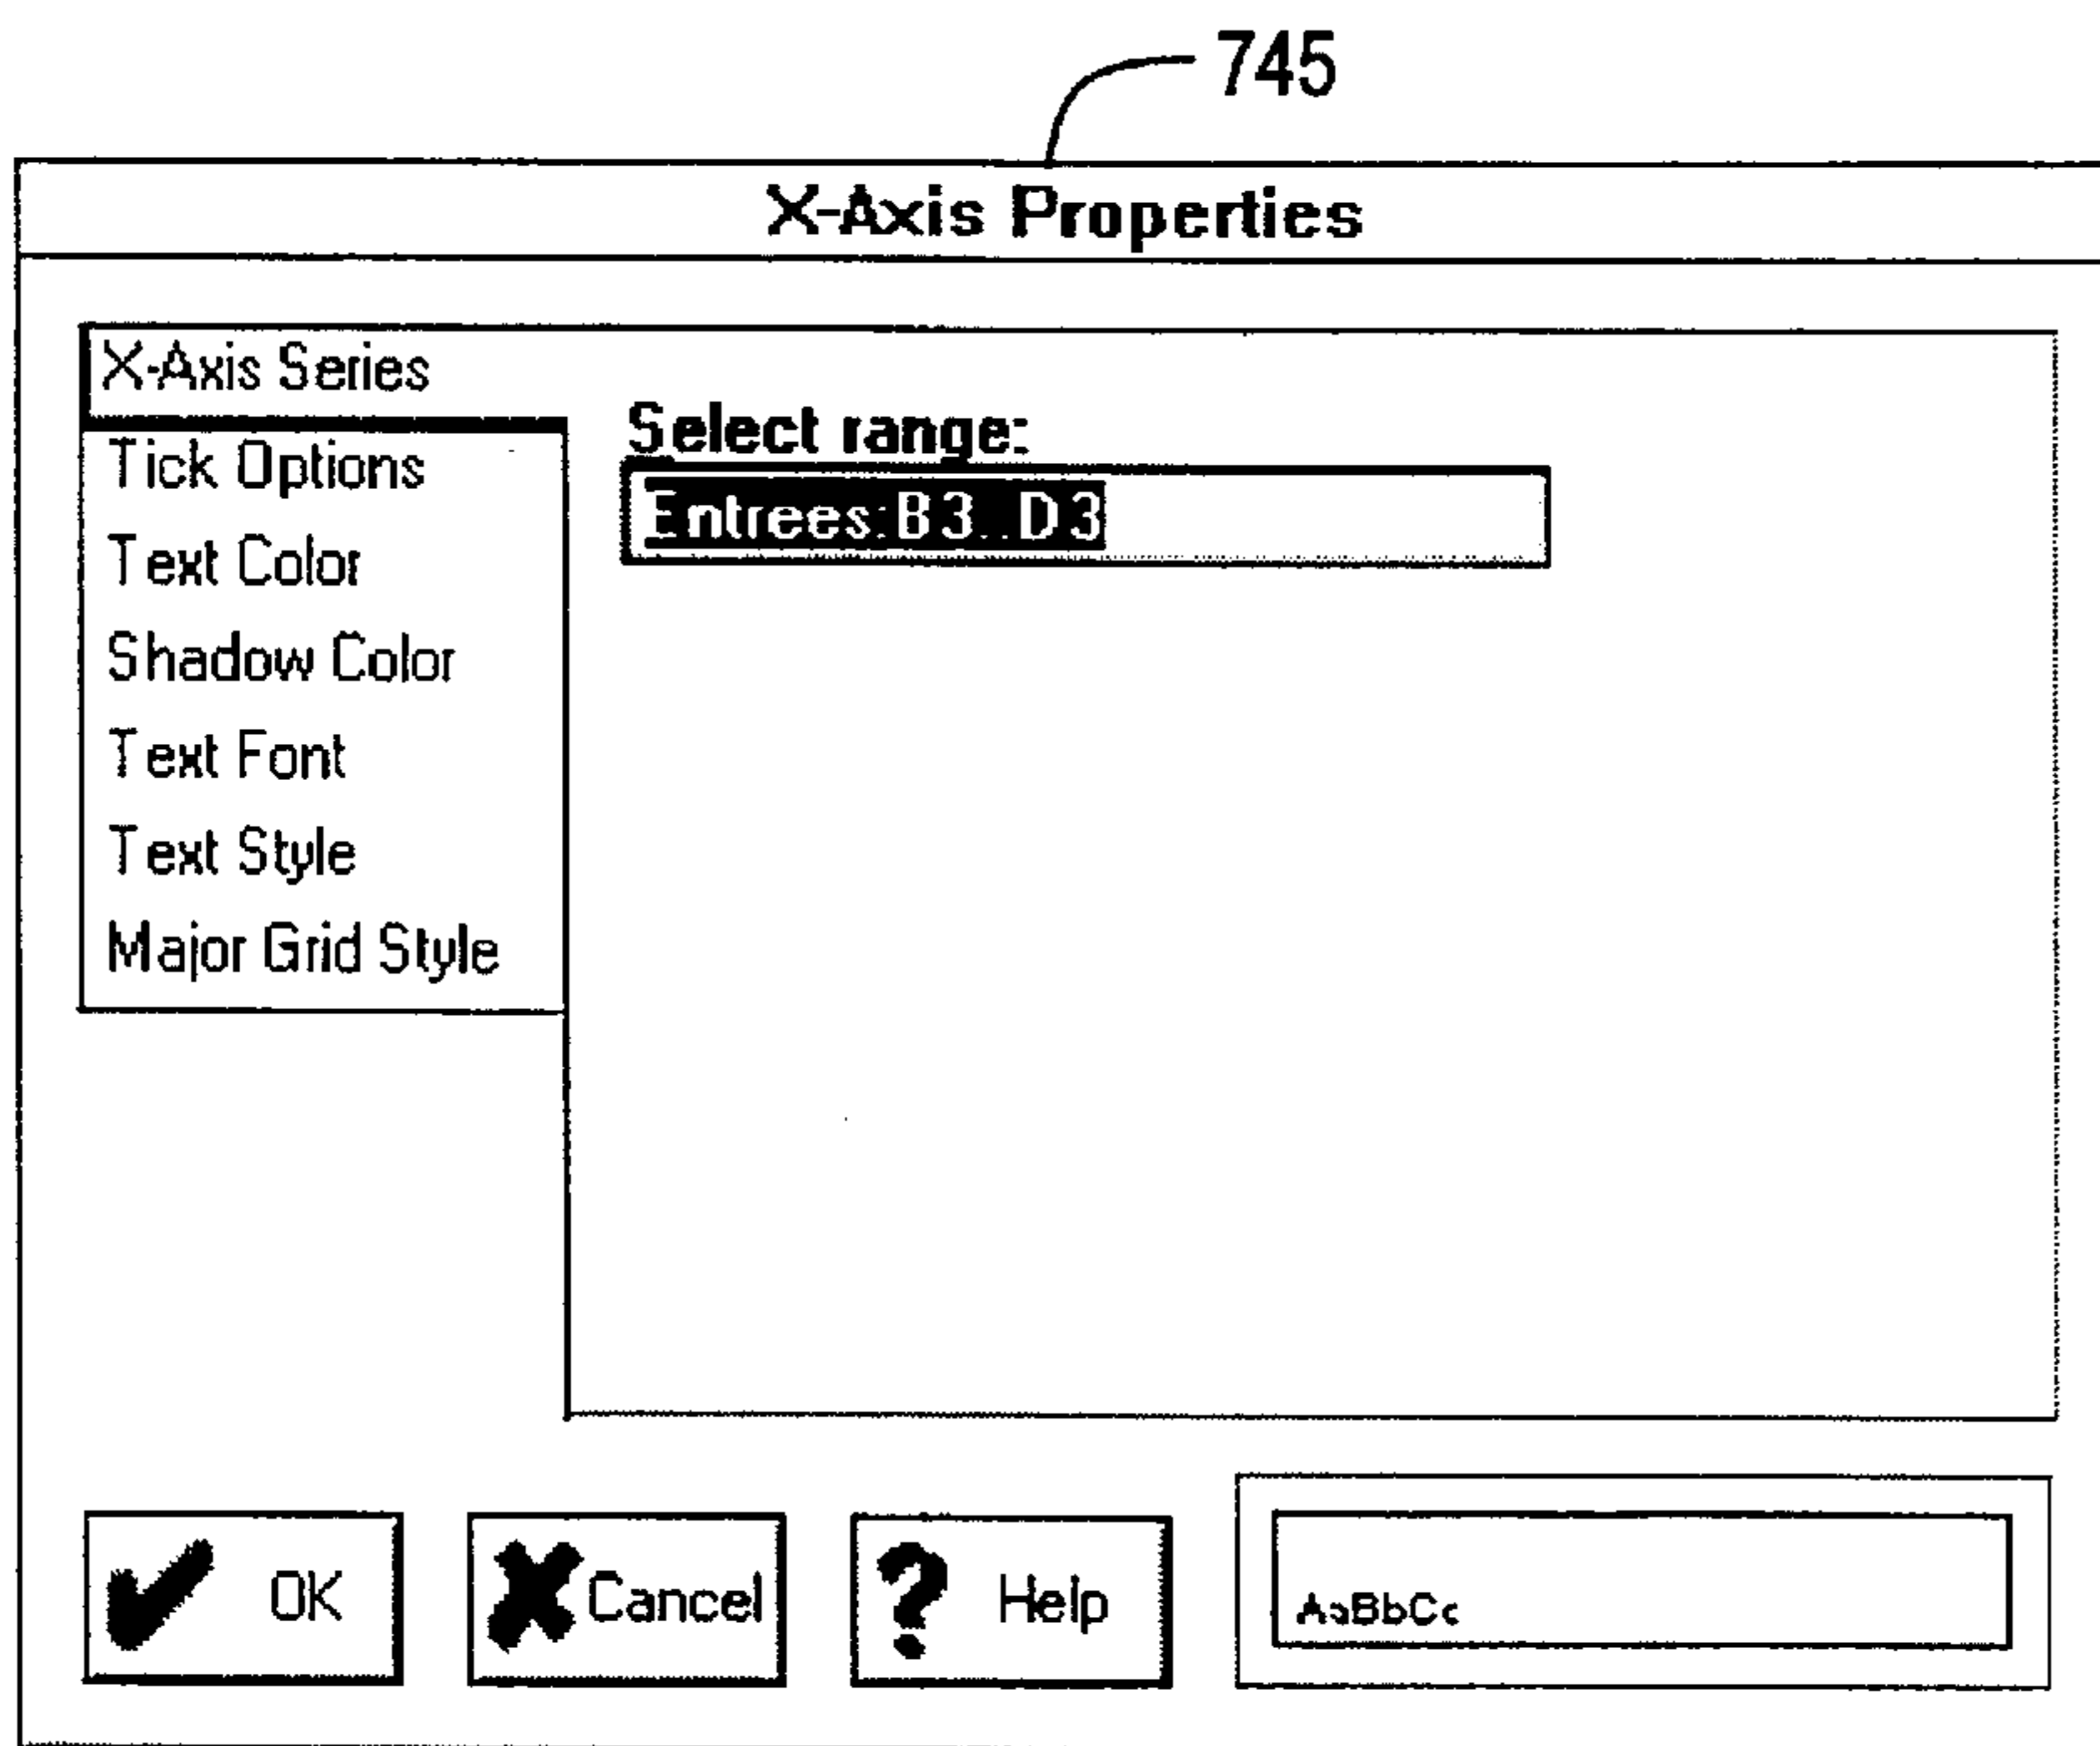 745
X-Axis Properties
X-Axis Series
Tick Options
Text Color
Shadow Color
Text Font
Text Style
Major Grid Style
Select range:
Entrees:B3..D3
OK
Cancel
Help
AaBbCc